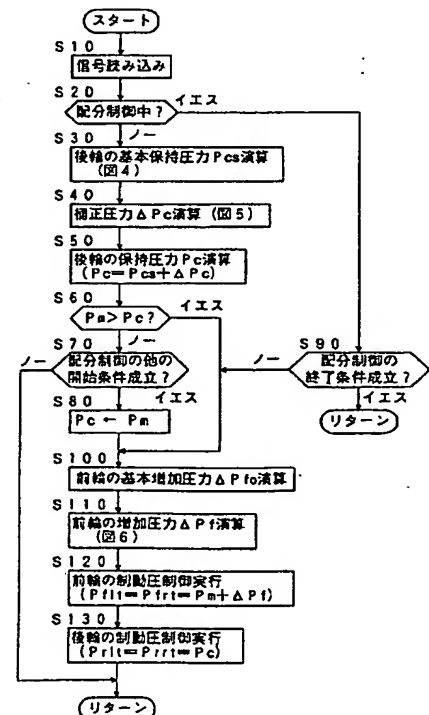 スタート
S10
信号読み込み
S20
配分制御中?
イエス
ノー
S30
後輪の基本保持圧力Pcs演算
(図4)
S40
補正圧力ΔPc演算(図5)
S50
後輪の保持圧力Pc演算
(Pc=Pcs+ΔPc)
S60
Pm>Pc?
イエス
ノー
S70
ノー
配分制御の他の
開始条件成立?
イエス
S80
Pc ← Pm
S90
ノー
配分制御の
終了条件成立?
イエス
リターン
S100
前輪の基本増加圧力ΔPfo演算
S110
前輪の増加圧力ΔPf演算
(図6)
S120
前輪の制動圧制御実行
(Pflt=Pfrt=Pm+ΔPf)
S130
後輪の制動圧制御実行
(Prlt=Prrt=Pc)
リターン